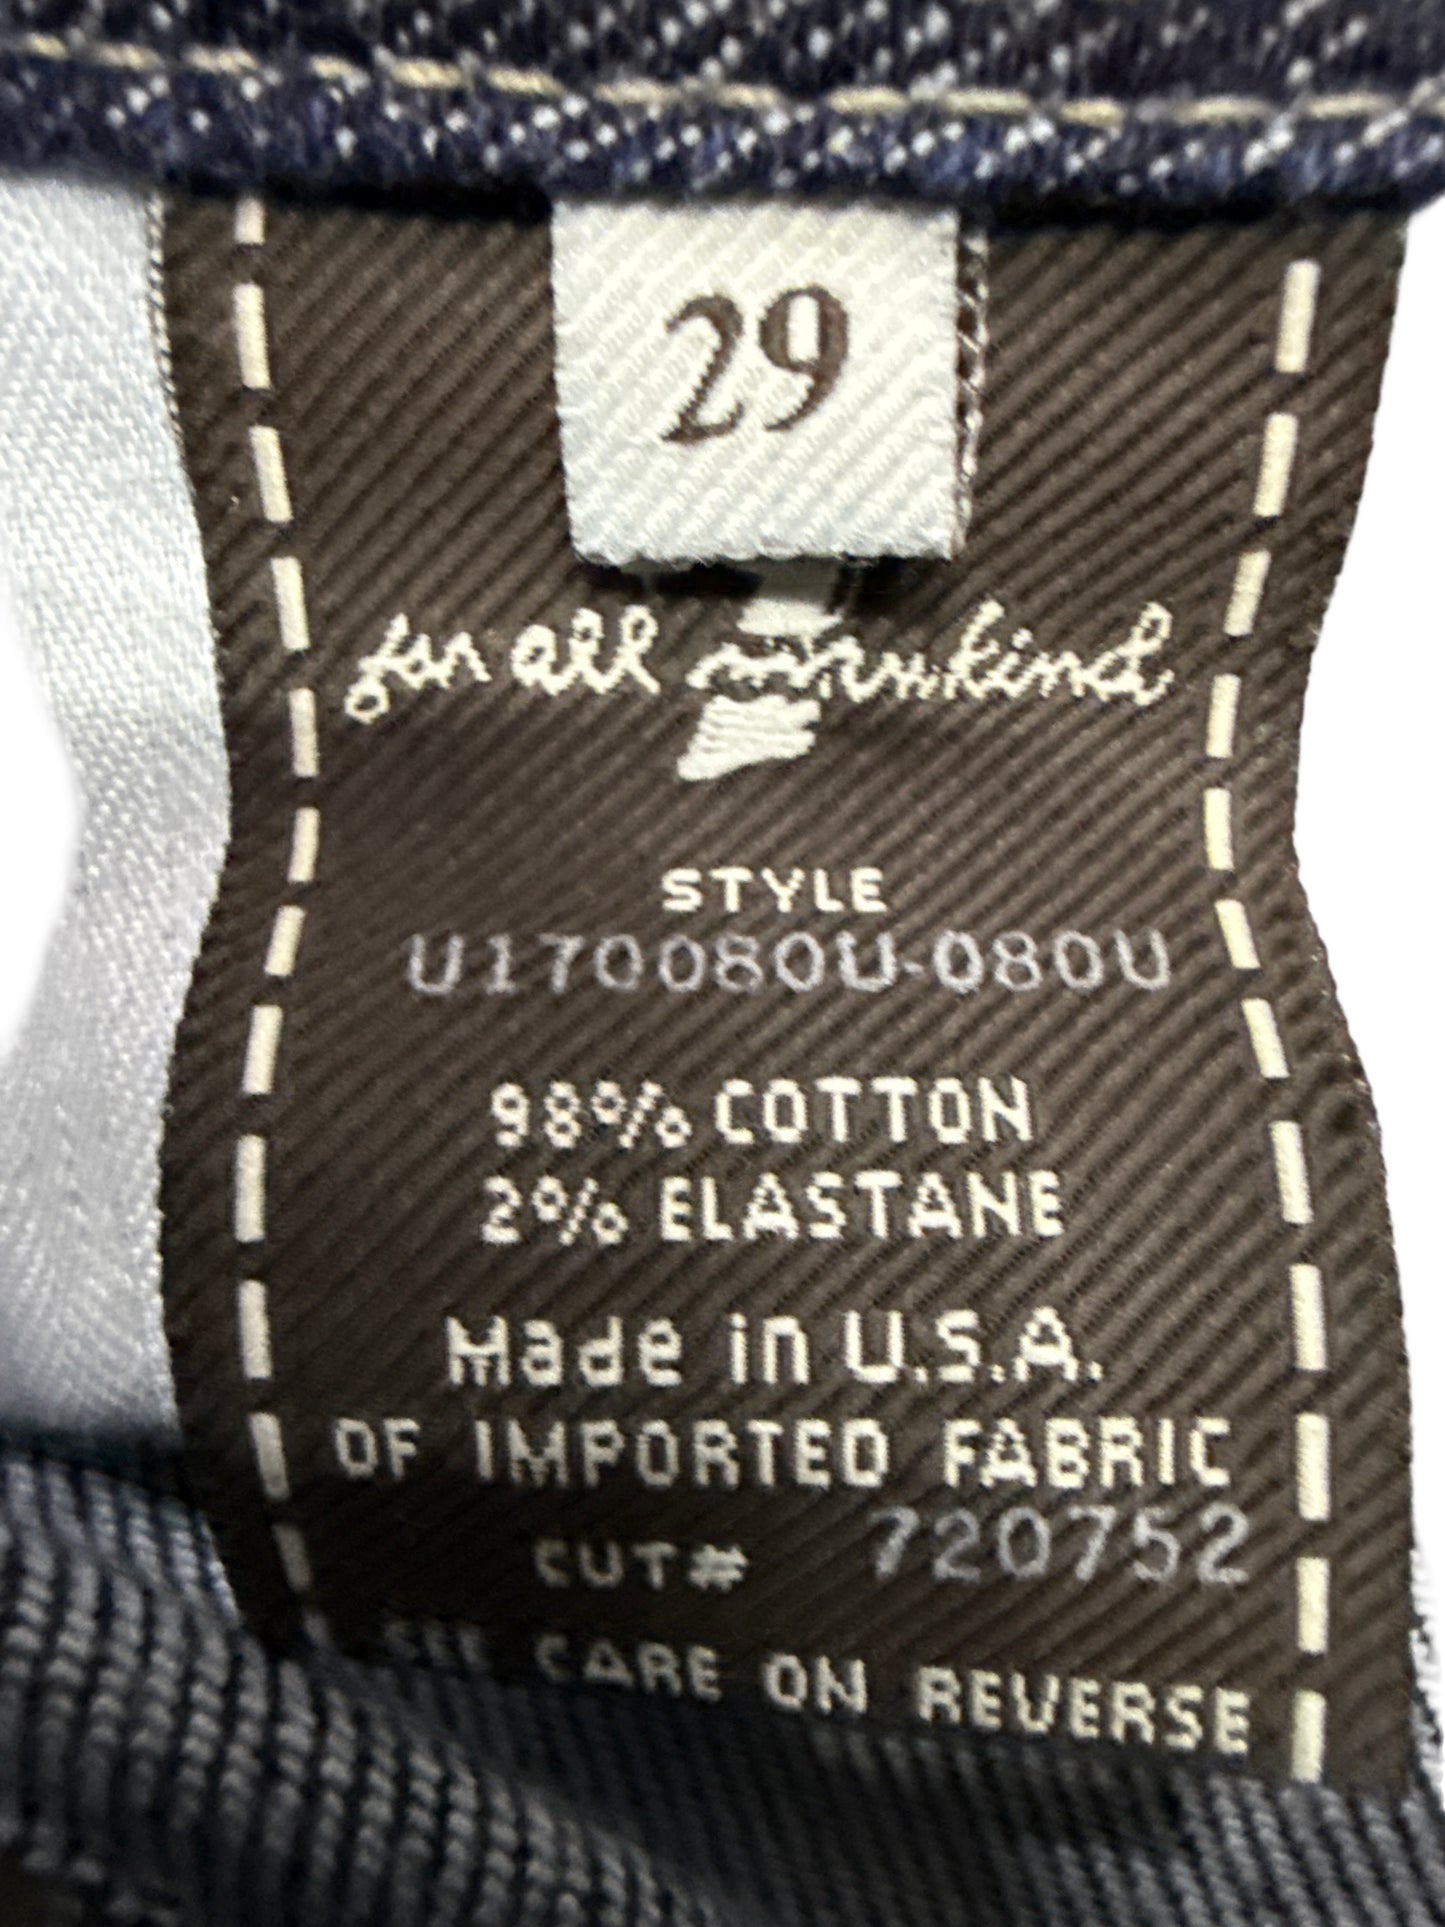 29
for all mankind
STYLE
U170080U-080U
98% COTTON
2% ELASTANE
Made in U.S.A.
OF IMPORTED FABRIC
CUT# 720752
SEE CARE ON REVERSE